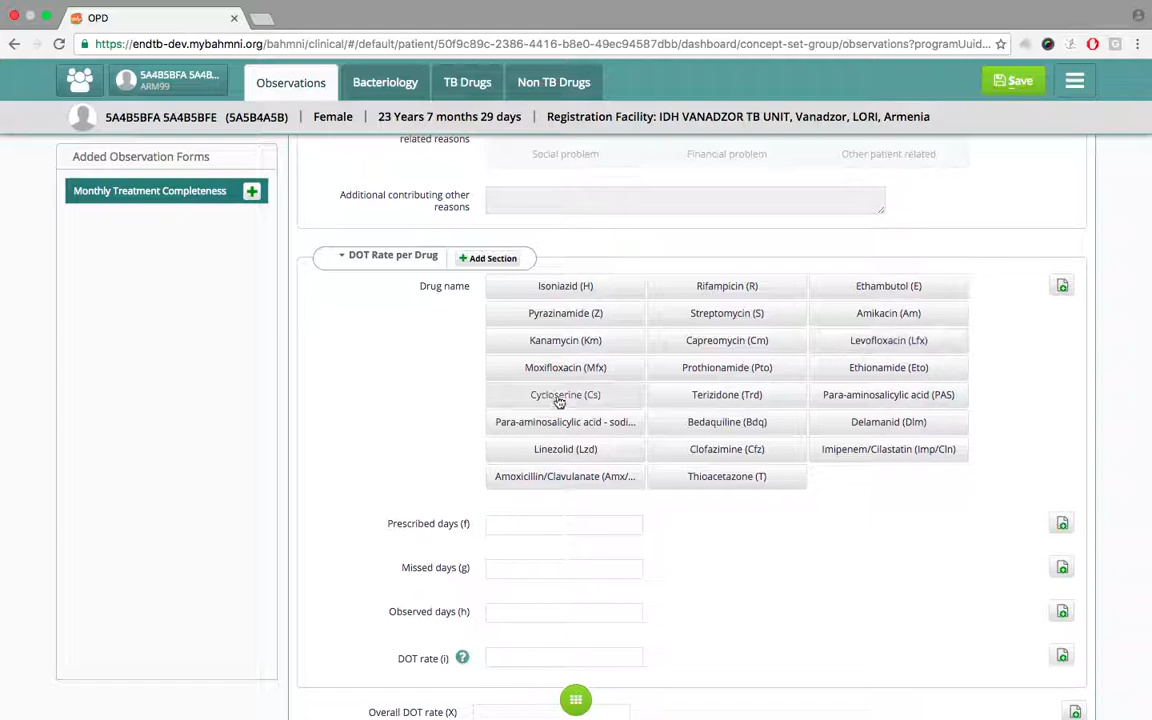 OPD
https://endtb-dev.mybahmni.org/bahmni/clinical/#/default/patient/50f9c89c-2386-4416-b8e0-49ec94587dbb/dashboard/concept-set-group/observations?programUuid...
5A4B5BFA 5A4B...
ARM99
Observations
Bacteriology
TB Drugs
Non TB Drugs
Save
5A4B5BFA 5A4B5BFE (5A5B4A5B) | Female | 23 Years 7 months 29 days | Registration Facility: IDH VANADZOR TB UNIT, Vanadzor, LORI, Armenia
Added Observation Forms
Monthly Treatment Completeness
related reasons
Social problem Financial problem Other patient related
Additional contributing other
reasons
DOT Rate per Drug
Add Section
Drug name
Isoniazid (H) Rifampicin (R) Ethambutol (E)
Pyrazinamide (Z) Streptomycin (S) Amikacin (Am)
Kanamycin (Km) Capreomycin (Cm) Levofloxacin (Lfx)
Moxifloxacin (Mfx) Prothionamide (Pto) Ethionamide (Eto)
Cycloserine (Cs) Terizidone (Trd) Para-aminosalicylic acid (PAS)
Para-aminosalicylic acid - sodi... Bedaquiline (Bdq) Delamanid (Dlm)
Linezolid (Lzd) Clofazimine (Cfz) Imipenem/Cilastatin (Imp/Cln)
Amoxicillin/Clavulanate (Amx/... Thioacetazone (T)
Prescribed days (f)
Missed days (g)
Observed days (h)
DOT rate (i) ?
Overall DOT rate (X)